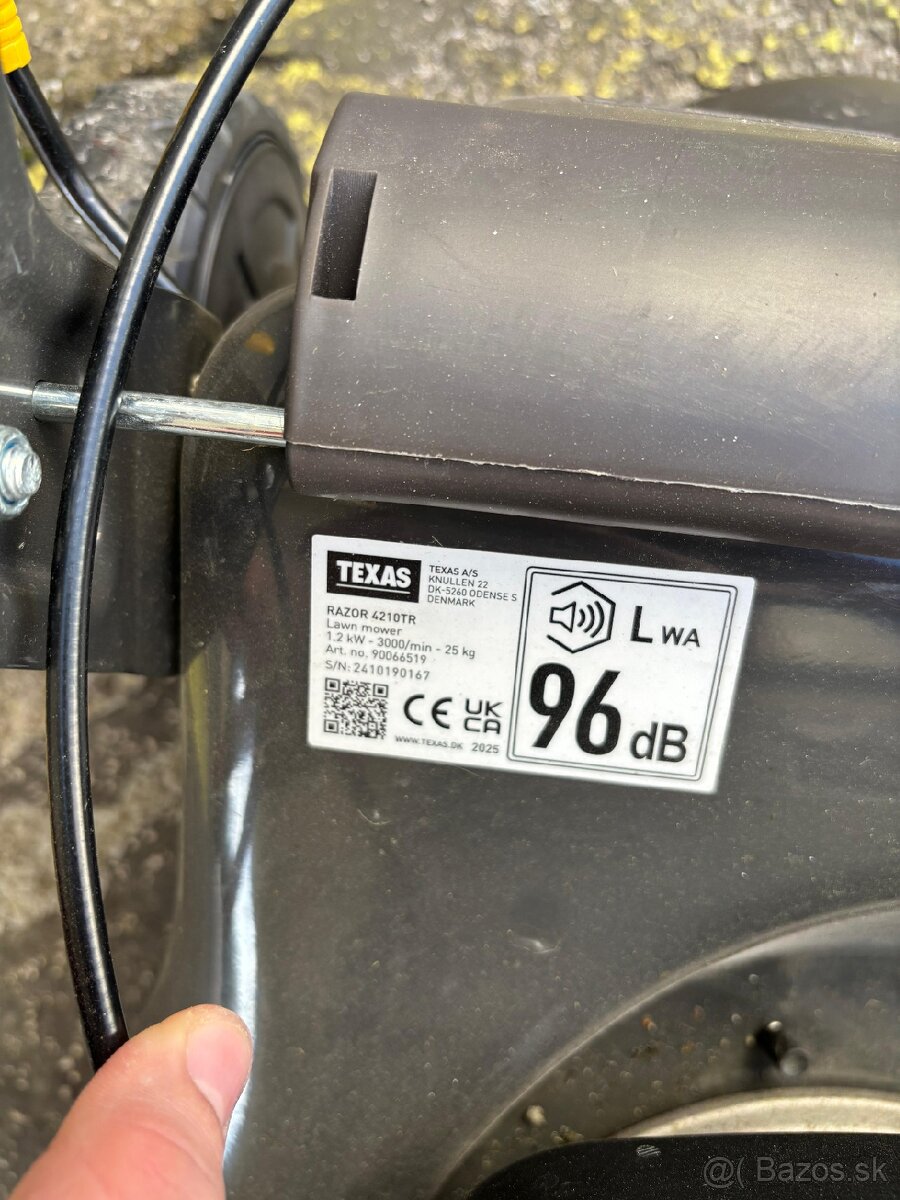 TEXAS
TEXAS A/S
KNULLEN 22
DK-5260 ODENSE S
DENMARK
RAZOR 4210TR
Lawn mower
1.2 kW - 3000/min - 25 kg
Art. no. 90066519
S/N: 2410190167
CE UK CA
WWW.TEXAS.DK 2025
LWA
96 dB
@( Bazos.sk